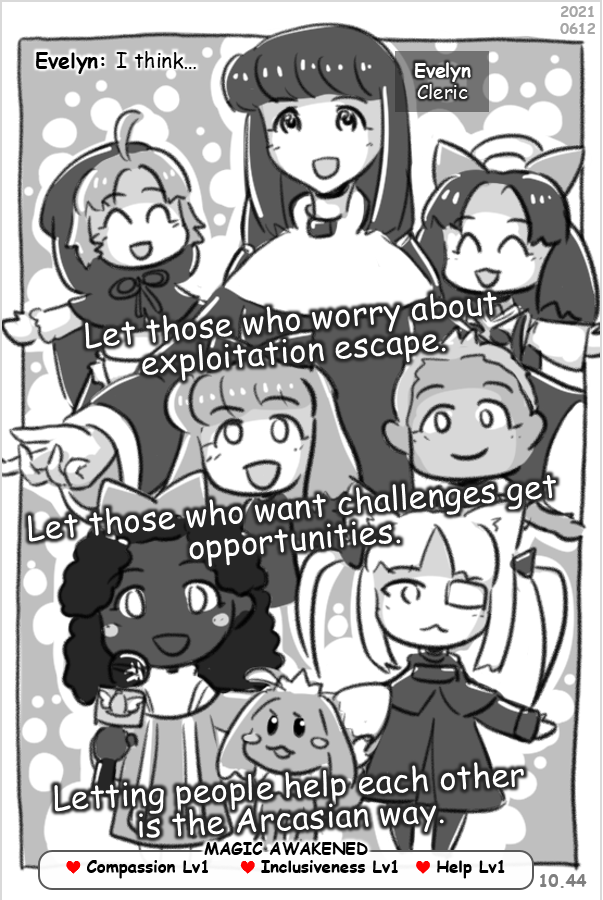 2021
0612
Evelyn: I think...
Evelyn
Cleric
Let those who worry about
exploitation escape.
Let those who want challenges get
opportunities.
Letting people help each other
is the Arcasian way.
MAGIC AWAKENED
♥ Compassion Lv1 ♥ Inclusiveness Lv1 ♥ Help Lv1
10.44